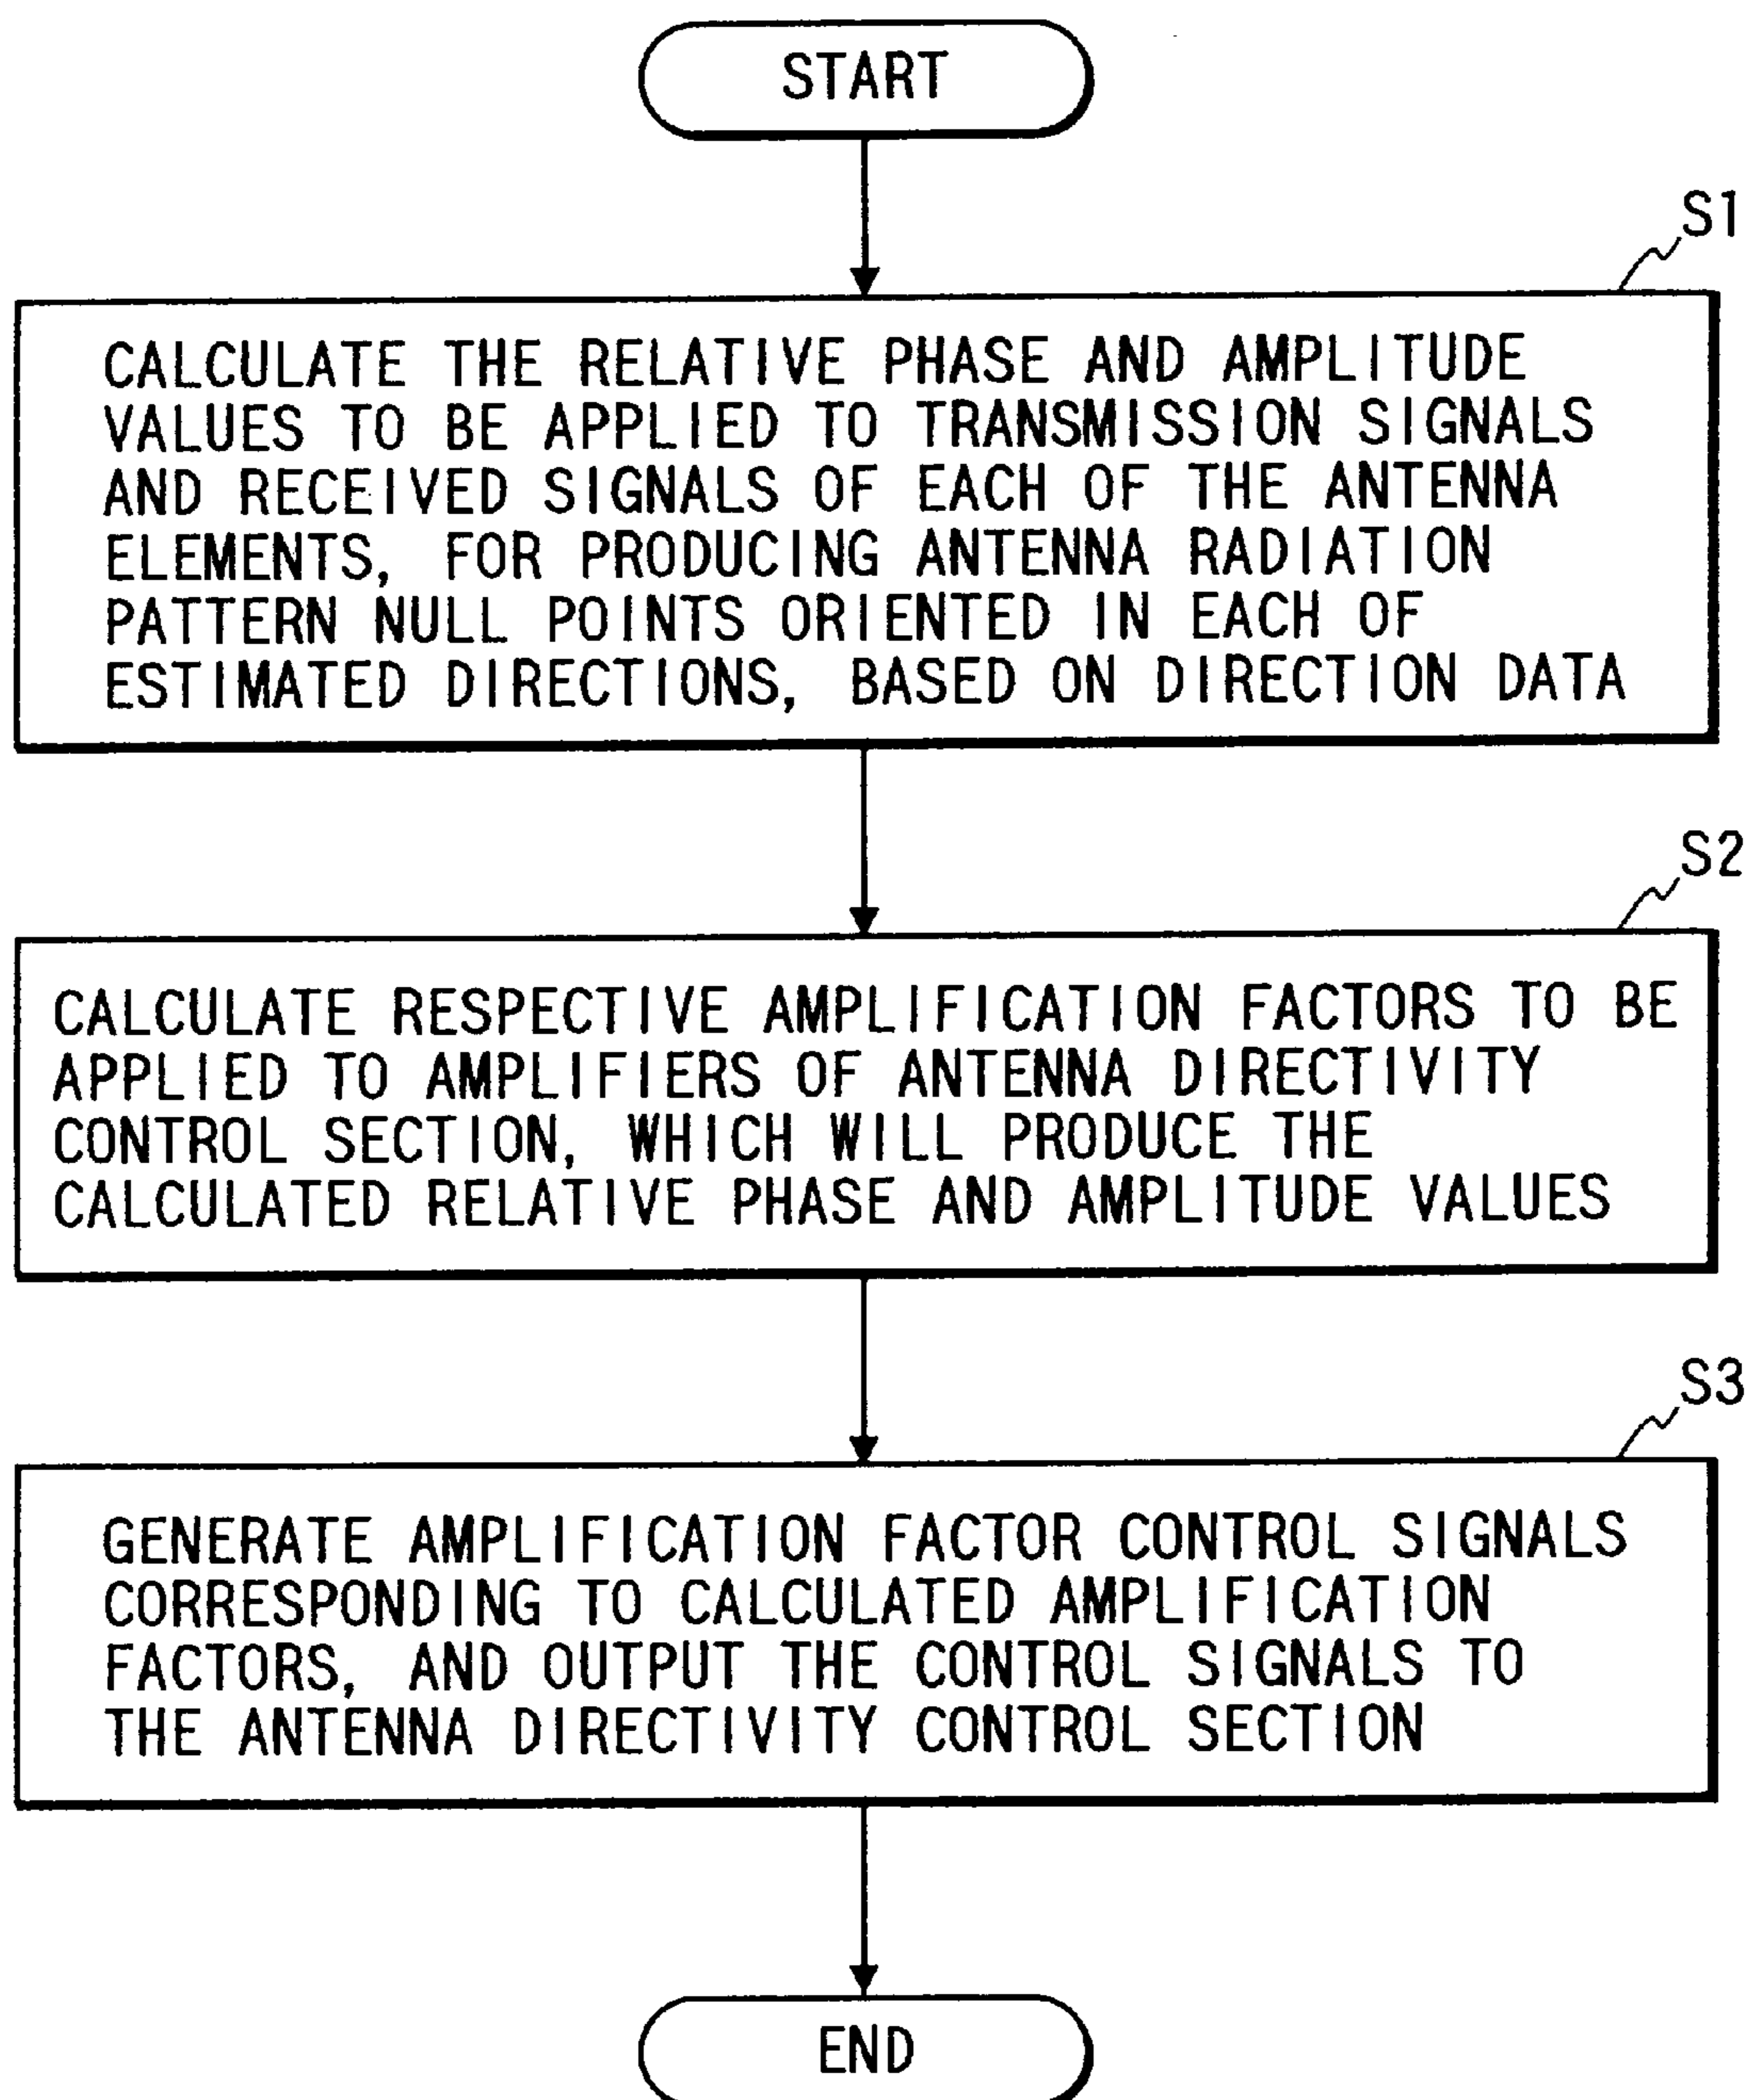 START
S1
CALCULATE THE RELATIVE PHASE AND AMPLITUDE
VALUES TO BE APPLIED TO TRANSMISSION SIGNALS
AND RECEIVED SIGNALS OF EACH OF THE ANTENNA
ELEMENTS, FOR PRODUCING ANTENNA RADIATION
PATTERN NULL POINTS ORIENTED IN EACH OF
ESTIMATED DIRECTIONS, BASED ON DIRECTION DATA
S2
CALCULATE RESPECTIVE AMPLIFICATION FACTORS TO BE
APPLIED TO AMPLIFIERS OF ANTENNA DIRECTIVITY
CONTROL SECTION, WHICH WILL PRODUCE THE
CALCULATED RELATIVE PHASE AND AMPLITUDE VALUES
S3
GENERATE AMPLIFICATION FACTOR CONTROL SIGNALS
CORRESPONDING TO CALCULATED AMPLIFICATION
FACTORS, AND OUTPUT THE CONTROL SIGNALS TO
THE ANTENNA DIRECTIVITY CONTROL SECTION
END